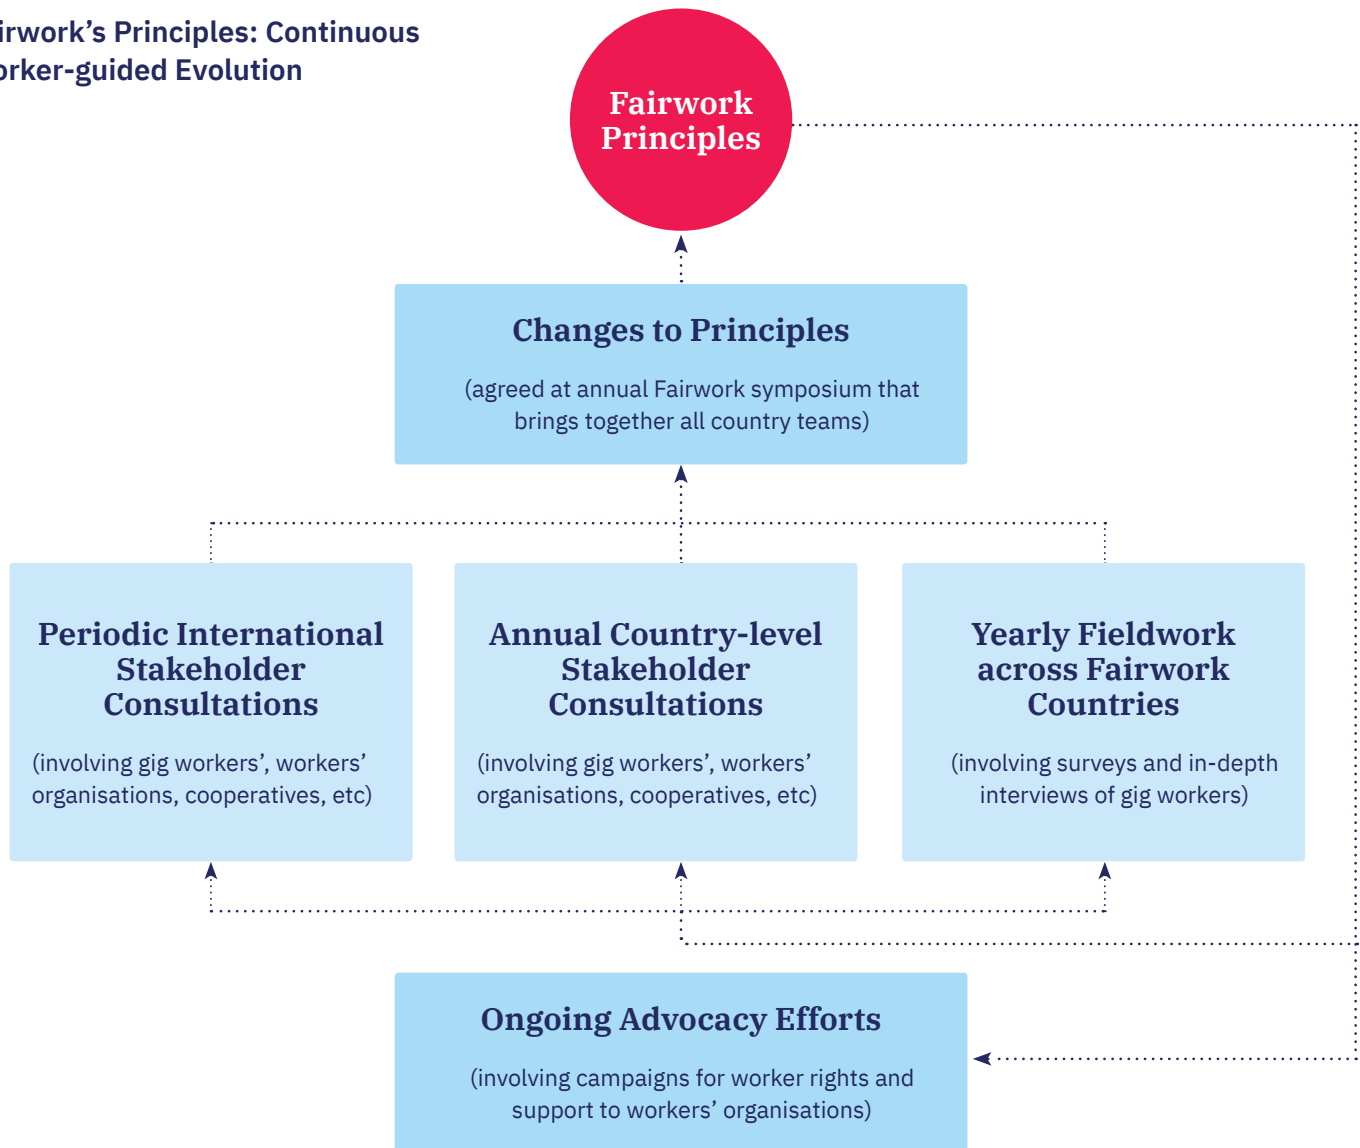 irwork’s Principles: Continuous
orker-guided Evolution
Fairwork
Principles
Changes to Principles
(agreed at annual Fairwork symposium that
brings together all country teams)
Periodic International
Stakeholder
Consultations
(involving gig workers’, workers’
organisations, cooperatives, etc)
Annual Country-level
Stakeholder
Consultations
(involving gig workers’, workers’
organisations, cooperatives, etc)
Yearly Fieldwork
across Fairwork
Countries
(involving surveys and in-depth
interviews of gig workers)
Ongoing Advocacy Efforts
(involving campaigns for worker rights and
support to workers’ organisations)